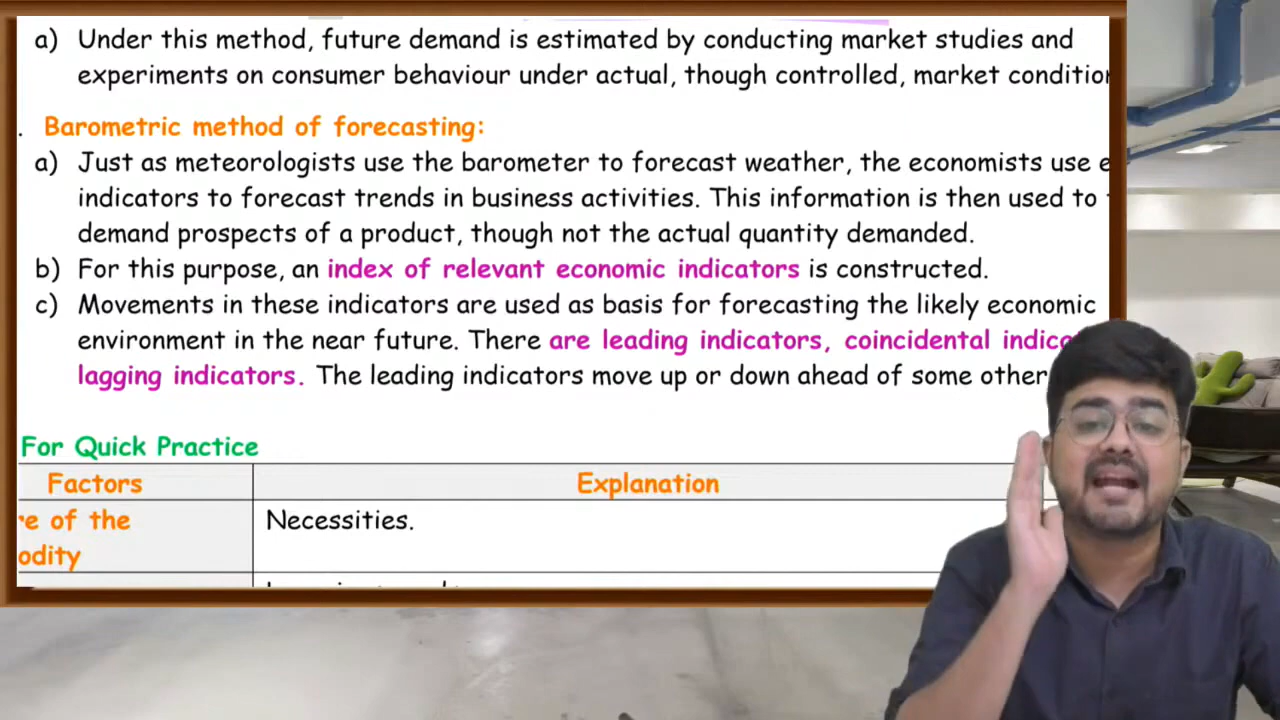 a) Under this method, future demand is estimated by conducting market studies and
experiments on consumer behaviour under actual, though controlled, market condition
. Barometric method of forecasting:
a) Just as meteorologists use the barometer to forecast weather, the economists use
indicators to forecast trends in business activities. This information is then used to
demand prospects of a product, though not the actual quantity demanded.
b) For this purpose, an index of relevant economic indicators is constructed.
c) Movements in these indicators are used as basis for forecasting the likely economic
environment in the near future. There are leading indicators, coincidental
lagging indicators. The leading indicators move up or down ahead of some other
For Quick Practice
Factors Explanation
of the Necessities.